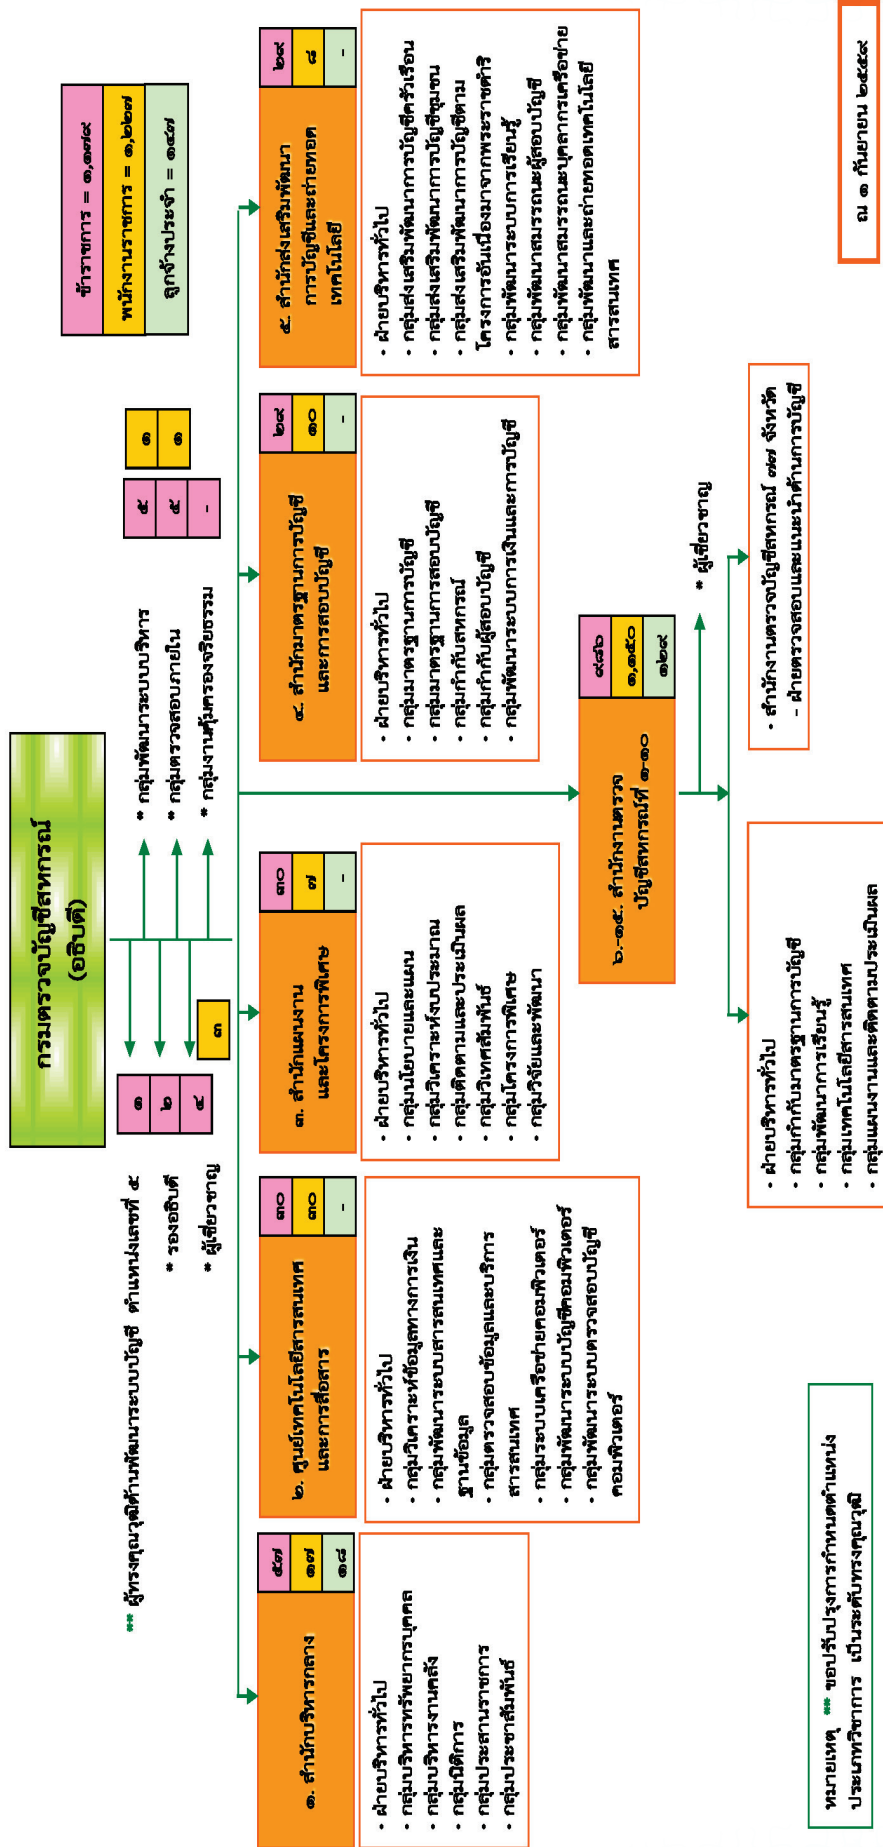 กรมตรวจบัญชีสหกรณ์
(อธิบดี)
ข้าราชการ = ๑,๑๗๙
พนักงานราชการ = ๑,๒๒๗
ลูกจ้างประจำ = ๑๔๗
** ผู้ทรงคุณวุฒิด้านพัฒนาระบบบัญชี ตำแหน่งเลขที่ ๕
๑
* รองอธิบดี
๒
* ผู้เชี่ยวชาญ
๔
๓
* กลุ่มพัฒนาระบบบริหาร
๕
๑
* กลุ่มตรวจสอบภายใน
๕
๑
* กลุ่มงานคุ้มครองจริยธรรม
-
๑. สำนักบริหารกลาง
๕๗
๑๗
๑๘
- ฝ่ายบริหารทั่วไป
- กลุ่มบริหารทรัพยากรบุคคล
- กลุ่มบริหารงานคลัง
- กลุ่มนิติการ
- กลุ่มประสานราชการ
- กลุ่มประชาสัมพันธ์
๒. ศูนย์เทคโนโลยีสารสนเทศ
และการสื่อสาร
๓๐
๓๐
-
- ฝ่ายบริหารทั่วไป
- กลุ่มวิเคราะห์ข้อมูลทางการเงิน
- กลุ่มพัฒนาระบบสารสนเทศและ
ฐานข้อมูล
- กลุ่มตรวจสอบข้อมูลและบริการ
สารสนเทศ
- กลุ่มระบบเครือข่ายคอมพิวเตอร์
- กลุ่มพัฒนาระบบบัญชีคอมพิวเตอร์
- กลุ่มพัฒนาระบบตรวจสอบบัญชี
คอมพิวเตอร์
๓. สำนักแผนงาน
และโครงการพิเศษ
๓๐
๗
-
- ฝ่ายบริหารทั่วไป
- กลุ่มนโยบายและแผน
- กลุ่มวิเคราะห์งบประมาณ
- กลุ่มติดตามและประเมินผล
- กลุ่มวิเทศสัมพันธ์
- กลุ่มโครงการพิเศษ
- กลุ่มวิจัยและพัฒนา
๔. สำนักมาตรฐานการบัญชี
และการสอบบัญชี
๒๙
๑๐
-
- ฝ่ายบริหารทั่วไป
- กลุ่มมาตรฐานการบัญชี
- กลุ่มมาตรฐานการสอบบัญชี
- กลุ่มกำกับสหกรณ์
- กลุ่มกำกับผู้สอบบัญชี
- กลุ่มพัฒนาระบบการเงินและการบัญชี
๕. สำนักส่งเสริมพัฒนา
การบัญชีและถ่ายทอด
เทคโนโลยี
๒๙
๘
-
- ฝ่ายบริหารทั่วไป
- กลุ่มส่งเสริมพัฒนาการบัญชีครัวเรือน
- กลุ่มส่งเสริมพัฒนาการบัญชีชุมชน
- กลุ่มส่งเสริมพัฒนาการบัญชีตาม
โครงการอันเนื่องมาจากพระราชดำริ
- กลุ่มพัฒนาระบบการเรียนรู้
- กลุ่มพัฒนาสมรรถนะผู้สอบบัญชี
- กลุ่มพัฒนาสมรรถนะบุคลากรเครือข่าย
- กลุ่มพัฒนาและถ่ายทอดเทคโนโลยี
สารสนเทศ
๖.-๑๕. สำนักงานตรวจ
บัญชีสหกรณ์ที่ ๑-๑๐
๙๘๖
๑,๑๕๐
๑๒๙
* ผู้เชี่ยวชาญ
- ฝ่ายบริหารทั่วไป
- กลุ่มกำกับมาตรฐานการบัญชี
- กลุ่มพัฒนาการเรียนรู้
- กลุ่มเทคโนโลยีสารสนเทศ
- กลุ่มแผนงานและติดตามประเมินผล
- สำนักงานตรวจบัญชีสหกรณ์ ๗๗ จังหวัด
- ฝ่ายตรวจสอบและแนะนำด้านการบัญชี
หมายเหตุ ** ขอปรับปรุงการกำหนดตำแหน่ง
ประเภทวิชาการ เป็นระดับทรงคุณวุฒิ
ณ ๑ กันยายน ๒๕๕๙